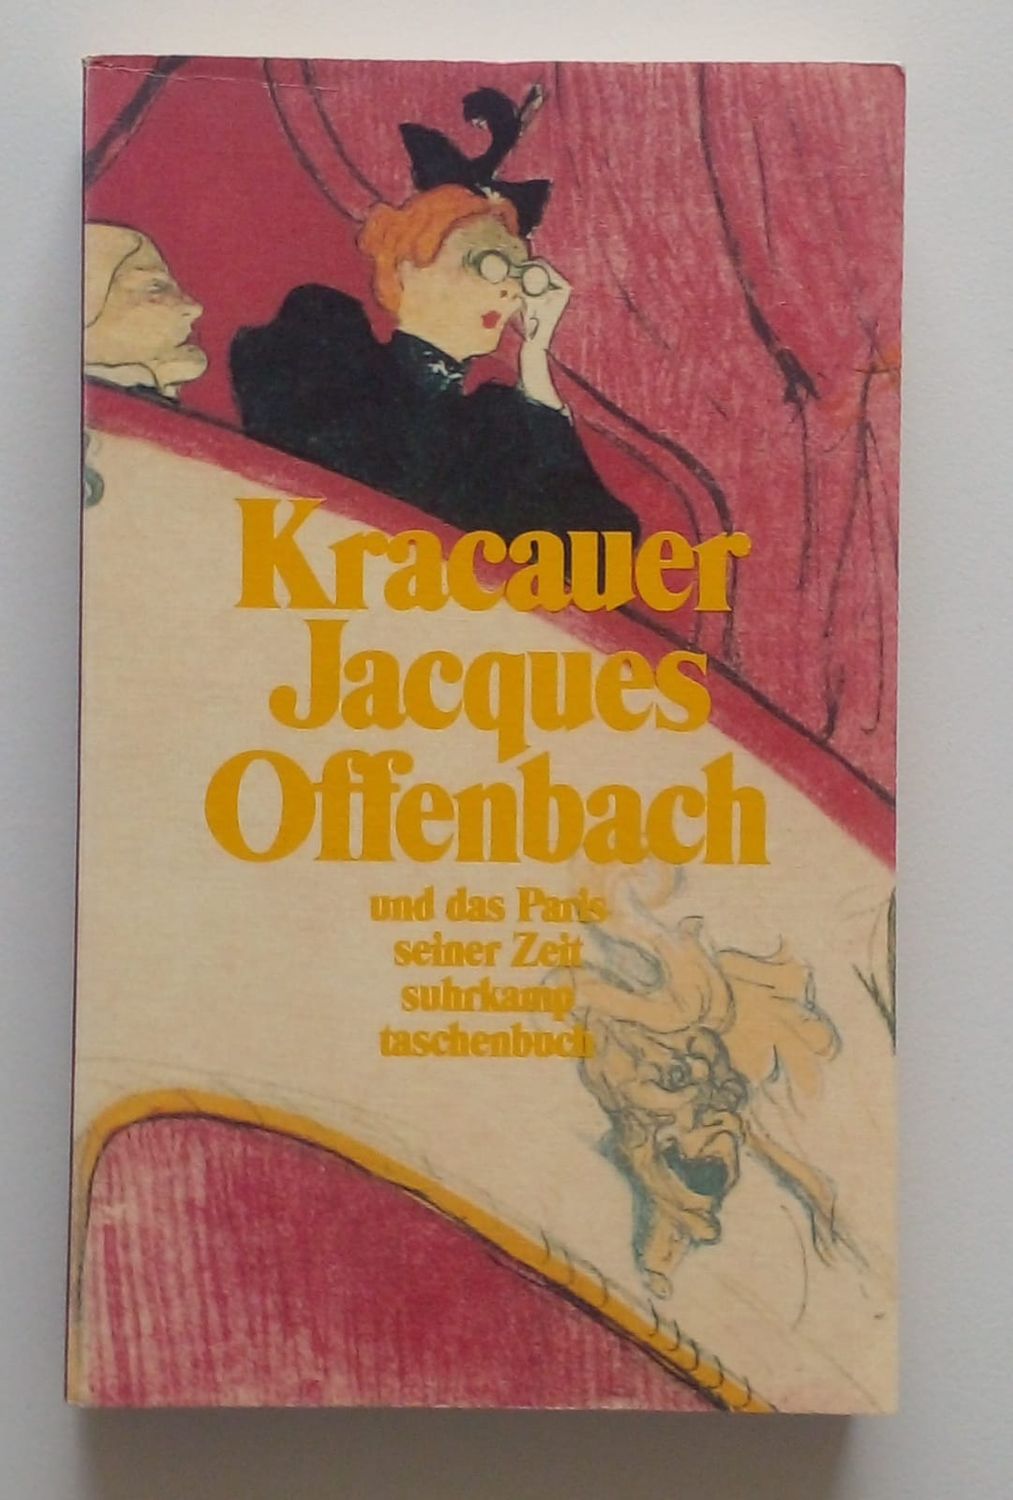 Kracauer
Jacques
Offenbach
und das Paris
seiner Zeit
suhrkamp
taschenbuch